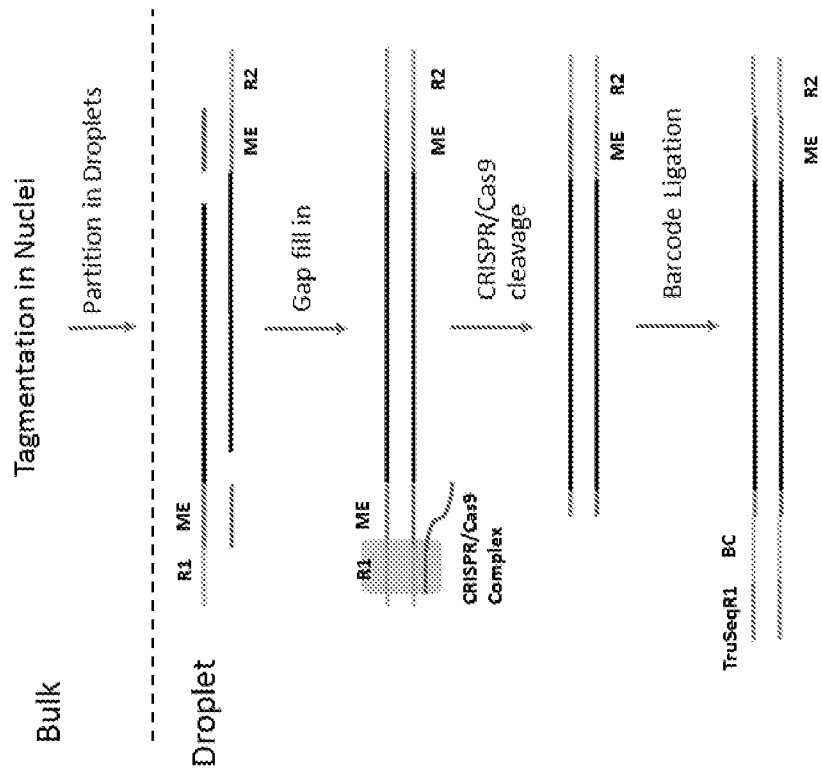 Bulk
Tagmentation in Nuclei
Partition in Droplets
Droplet
R1
ME
ME
R2
Gap fill in
R1
ME
CRISPR/Cas9
Complex
ME
R2
CRISPR/Cas9
cleavage
ME
R2
Barcode Ligation
TruSeqR1
BC
ME
R2